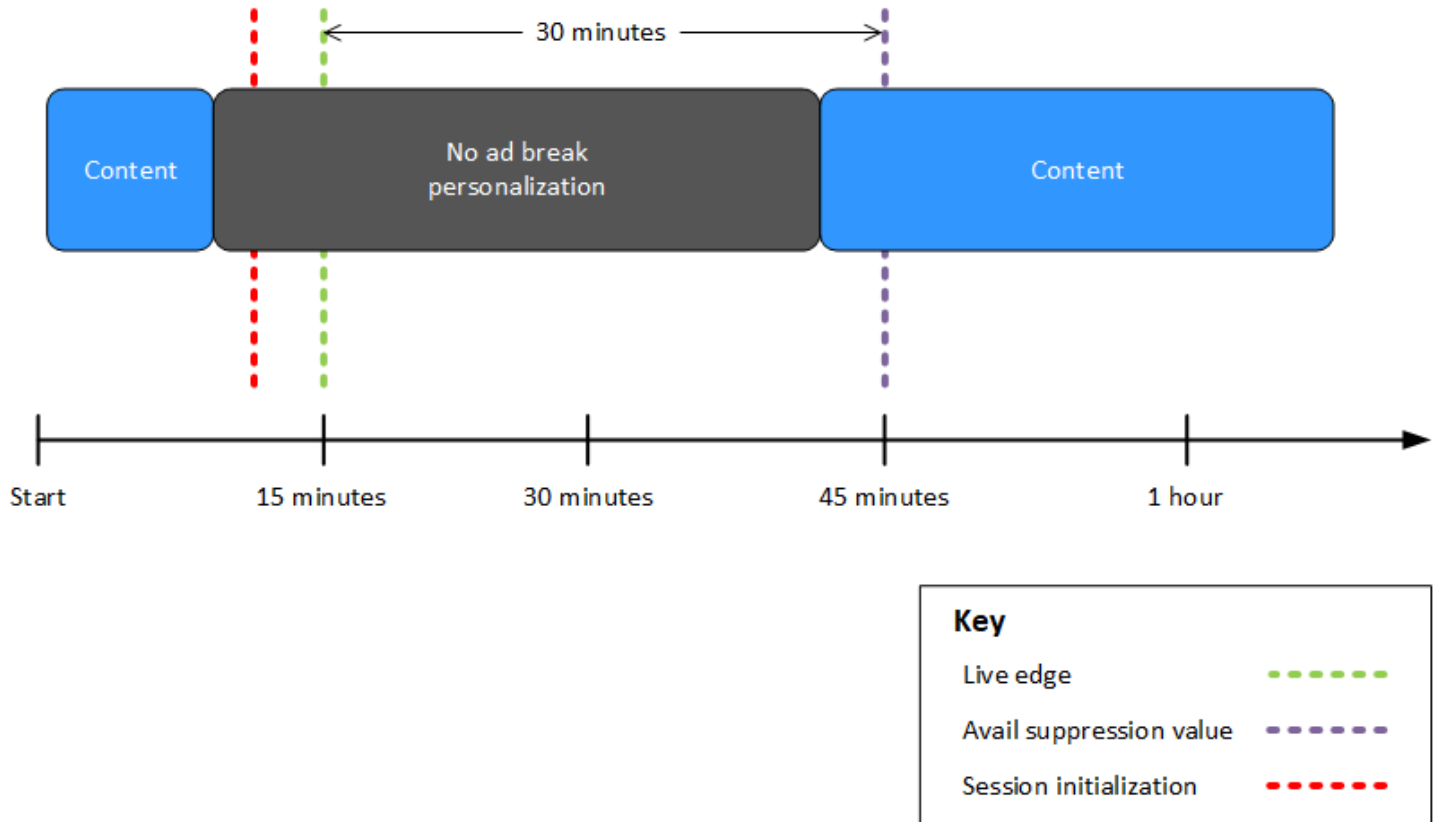 30 minutes
Content
No ad break
personalization
Content
Start
15 minutes
30 minutes
45 minutes
1 hour
Key
Live edge
Avail suppression value
Session initialization